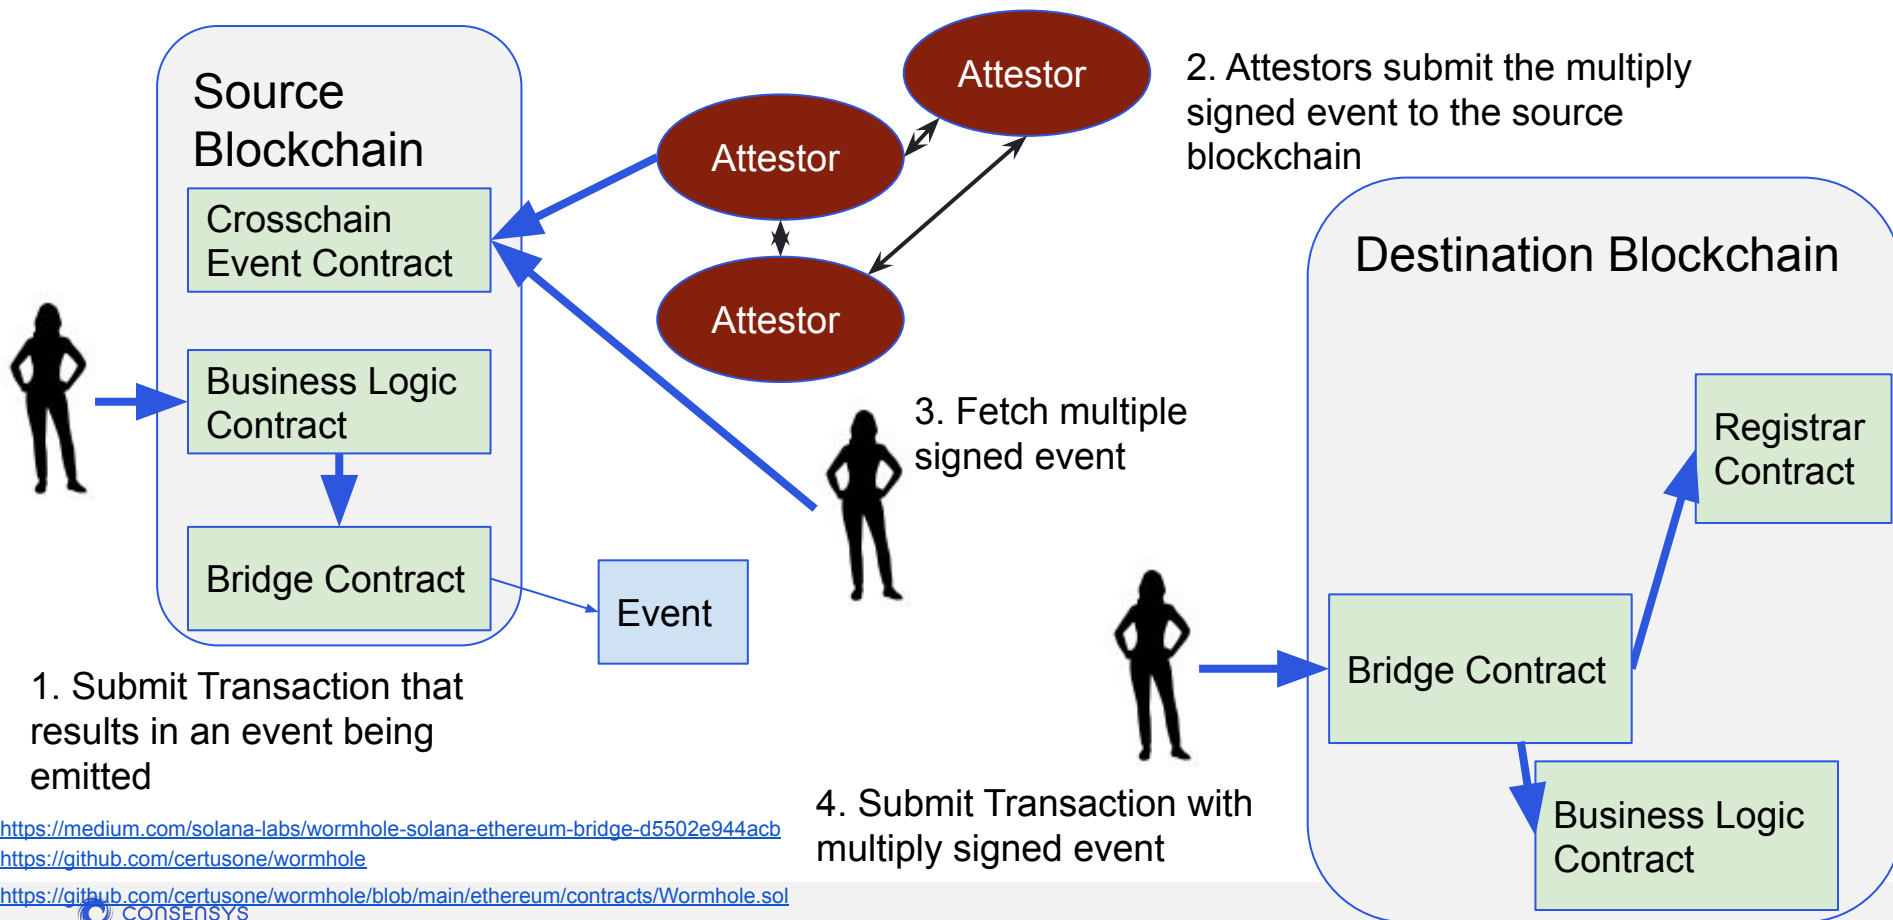 Source
Blockchain
Crosschain
Event Contract
Business Logic
Contract
Bridge Contract
Event
1. Submit Transaction that
results in an event being
emitted
Attestor
Attestor
Attestor
2. Attestors submit the multiply
signed event to the source
blockchain
3. Fetch multiple
signed event
4. Submit Transaction with
multiply signed event
Destination Blockchain
Registrar
Contract
Bridge Contract
Business Logic
Contract
https://medium.com/solana-labs/wormhole-solana-ethereum-bridge-d5502e944acb
https://github.com/certusone/wormhole
https://github.com/certusone/wormhole/blob/main/ethereum/contracts/Wormhole.sol
CONSENSYS